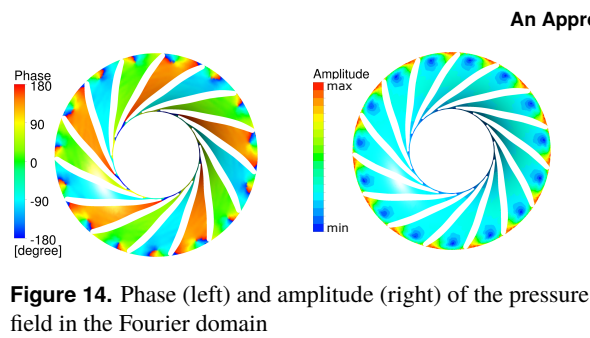 An Appro
Phase
180
90
0
-90
-180
[degree]
Amplitude
max
min
Figure 14. Phase (left) and amplitude (right) of the pressure
field in the Fourier domain